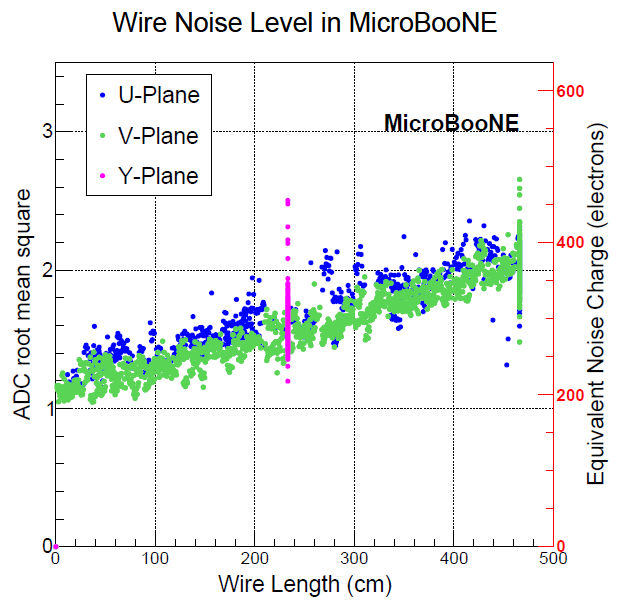 Wire Noise Level in MicroBooNE
U-Plane
V-Plane
Y-Plane
MicroBooNE
ADC root mean square
3
2
1
0
600
400
200
0
Equivalent Noise Charge (electrons)
0 100 200 300 400 500
Wire Length (cm)